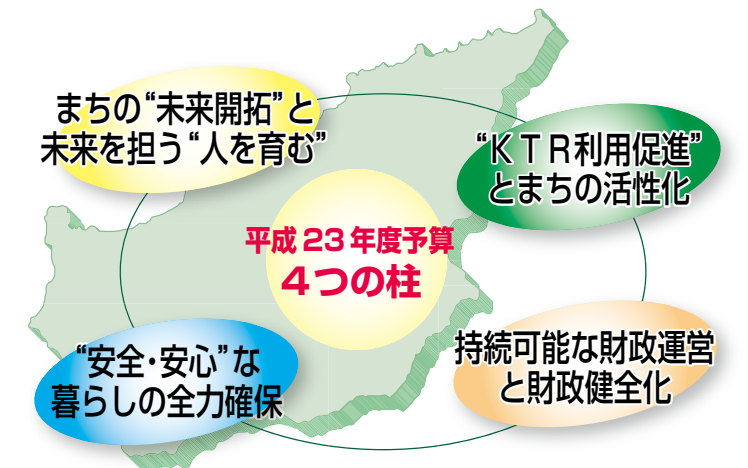 まちの“未来開拓”と
未来を担う“人を育む”
“KTR利用促進”
とまちの活性化
平成23年度予算
4つの柱
“安全・安心”な
暮らしの全力確保
持続可能な財政運営
と財政健全化